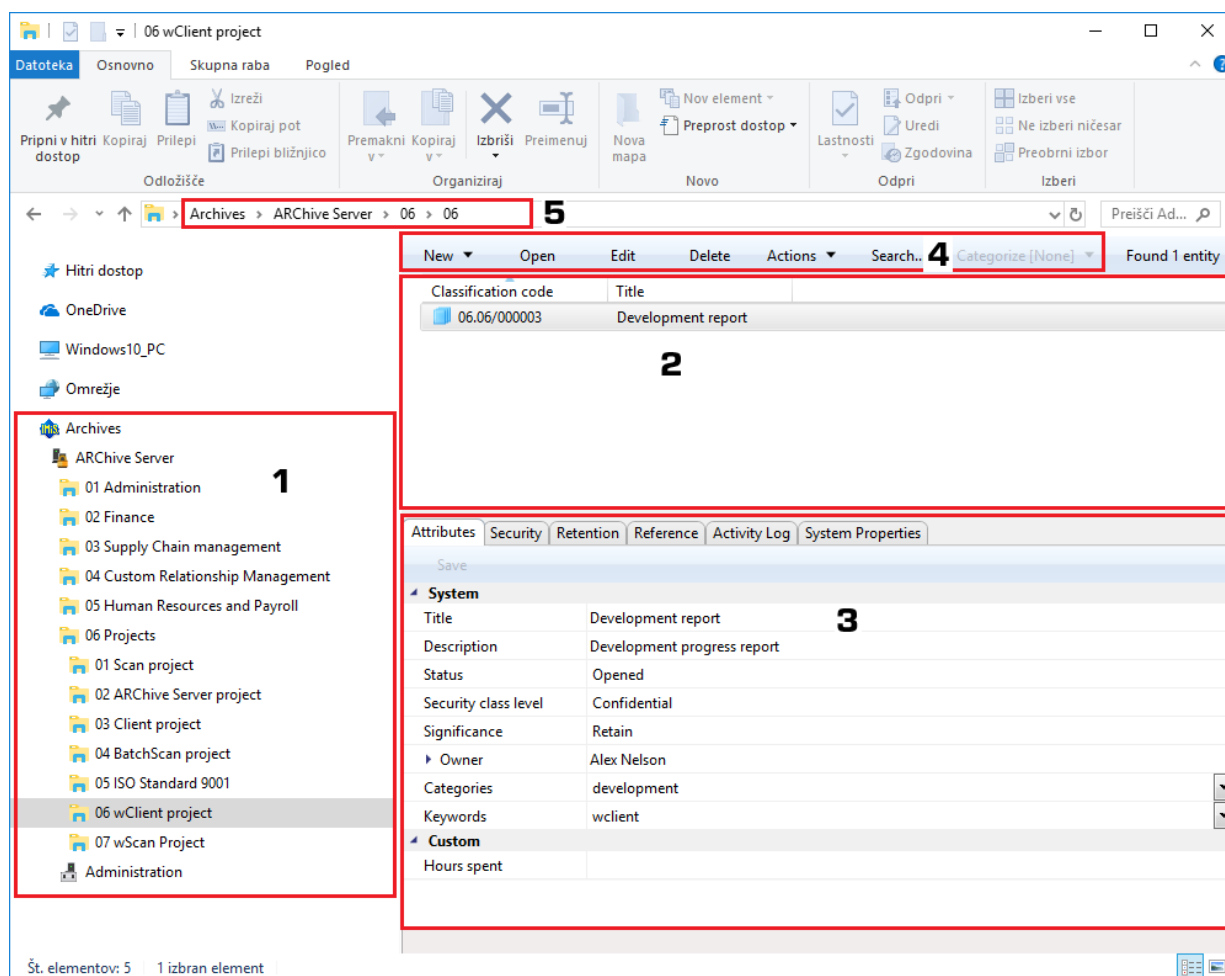 06 wClient project
Datoteka Osnovno Skupna raba Pogled
Pripni v hitri dostop
Kopiraj
Prilepi
Izreži
Kopiraj pot
Prilepi bližnjico
Odložišče
Premakni v
Kopiraj v
Izbriši
Preimenuj
Organiziraj
Nova mapa
Nov element
Preprost dostop
Novo
Lastnosti
Odpri
Uredi
Zgodovina
Odpri
Izberi vse
Ne izberi ničesar
Preobrni izbor
Izberi
Archives > ARChive Server > 06 > 06
5
Preišči Ad...
New Open Edit Delete Actions Search.. 4 Categorize [None] Found 1 entity
Hitri dostop
OneDrive
Windows10_PC
Omrežje
Archives
ARChive Server
1
01 Administration
02 Finance
03 Supply Chain management
04 Custom Relationship Management
05 Human Resources and Payroll
06 Projects
01 Scan project
02 ARChive Server project
03 Client project
04 BatchScan project
05 ISO Standard 9001
06 wClient project
07 wScan Project
Administration
Classification code Title
06.06/000003 Development report
2
Attributes Security Retention Reference Activity Log System Properties
Save
System
Title Development report
3
Description Development progress report
Status Opened
Security class level Confidential
Significance Retain
Owner Alex Nelson
Categories development
Keywords wclient
Custom
Hours spent
Št. elementov: 5 1 izbran element